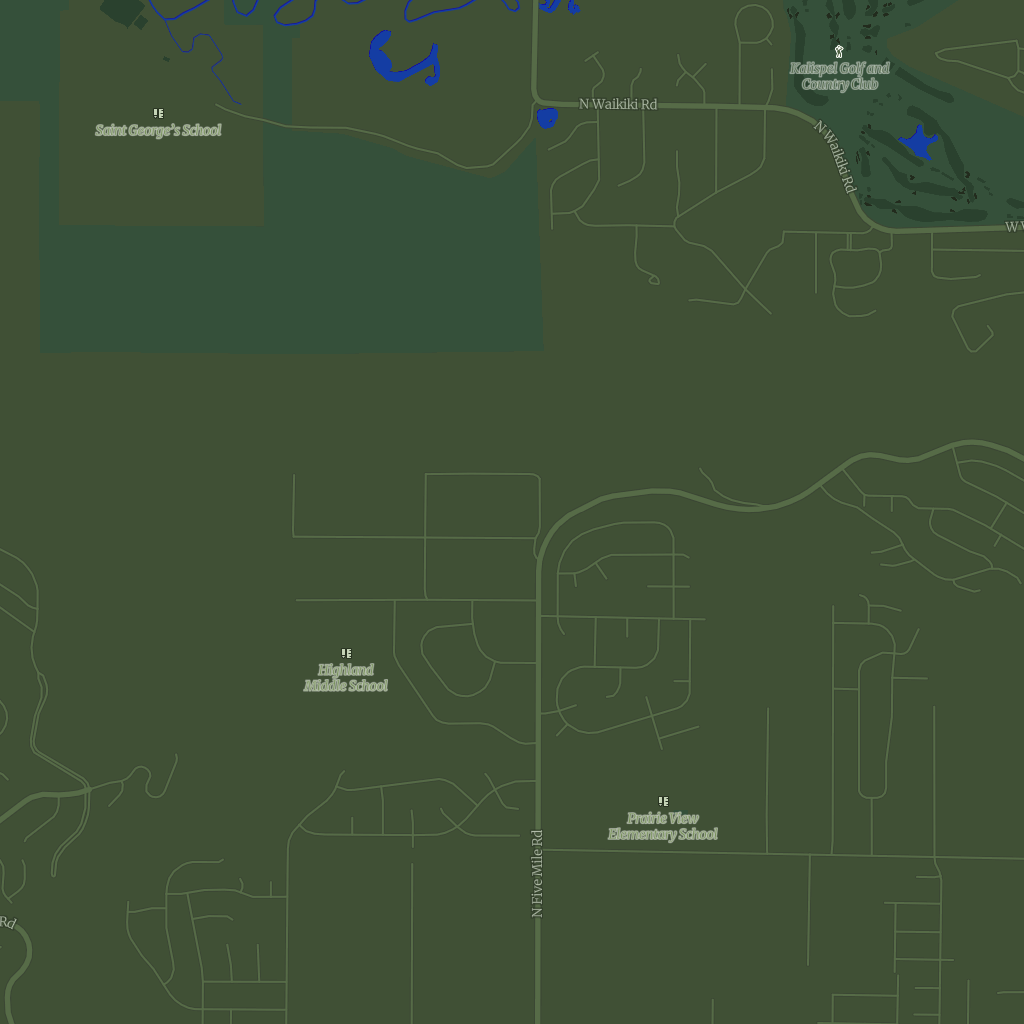 Kalispel Golf and
Country Club
N Waikiki Rd
Saint George's School
N Waikiki Rd
W
Highland
Middle School
Prairie View
Elementary School
N Five Mile Rd
Rd